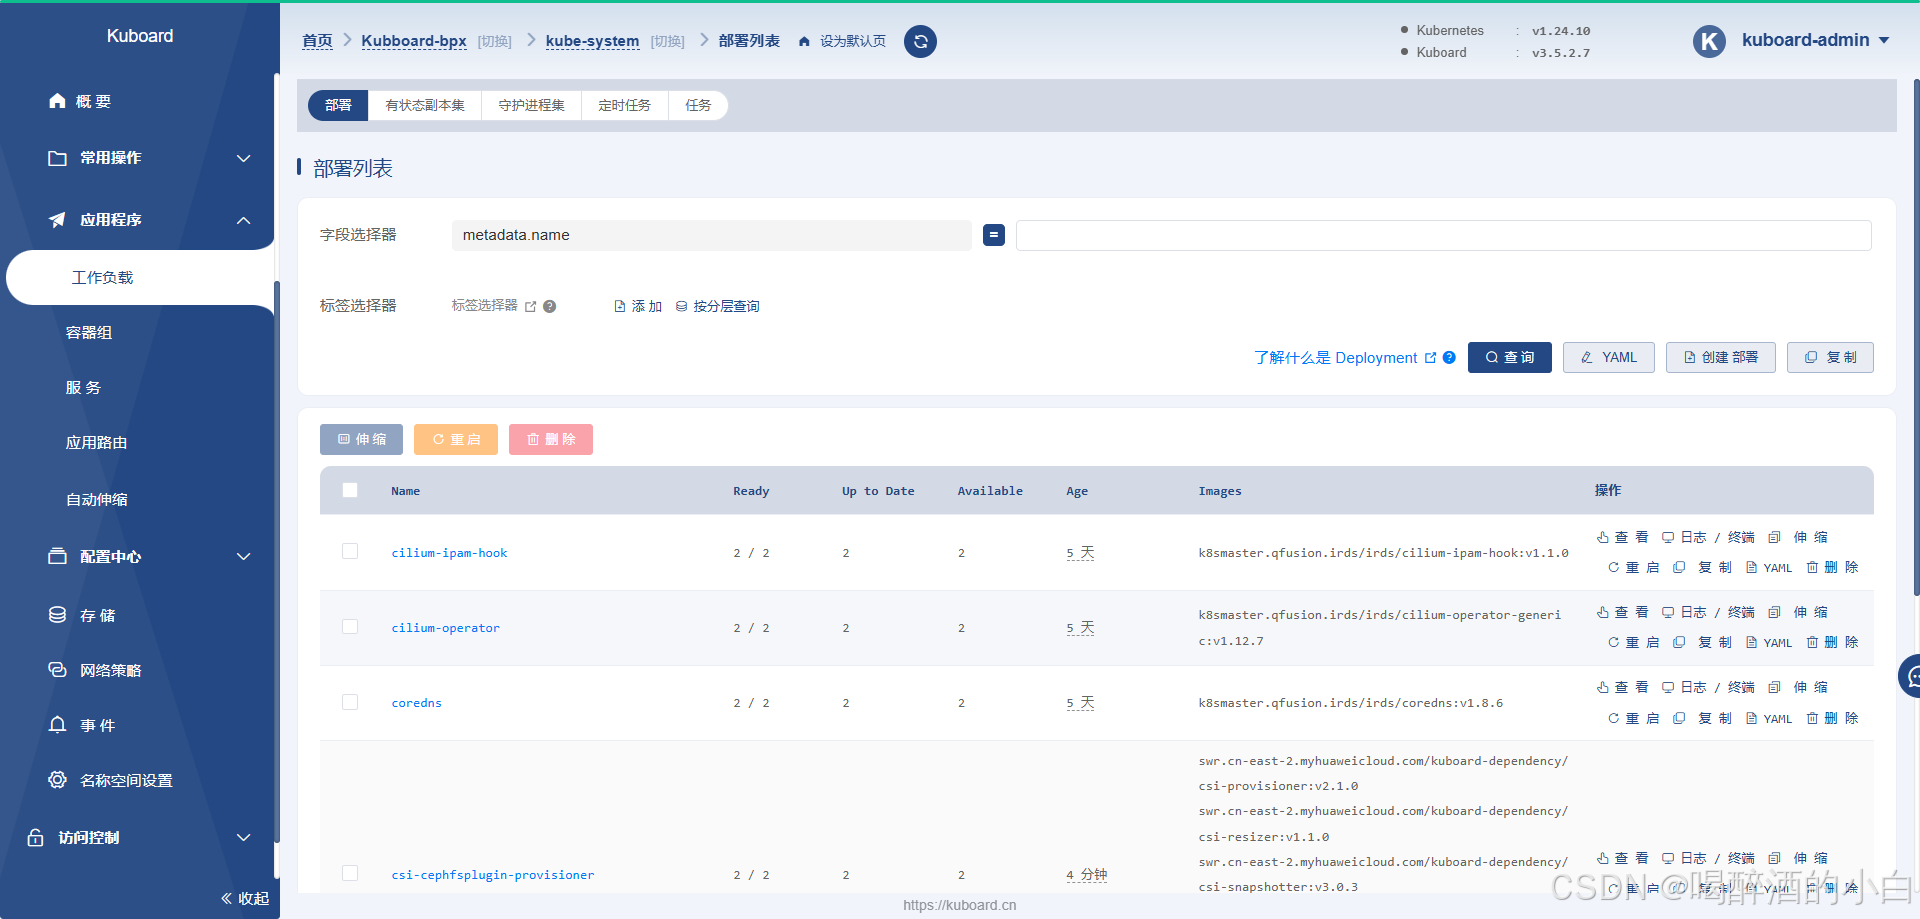 Kuboard
概 要
常用操作
应用程序
工作负载
容器组
服 务
应用路由
自动伸缩
配置中心
存 储
网络策略
事 件
名称空间设置
访问控制
收起
首页 Kubboard-bpx [切换] kube-system [切换] 部署列表 设为默认页
Kubernetes : v1.24.10
Kuboard : v3.5.2.7
K kuboard-admin
部署 有状态副本集 守护进程集 定时任务 任务
部署列表
字段选择器 metadata.name =
标签选择器 标签选择器 添 加 按分层查询
了解什么是 Deployment 查 询 YAML 创建 部署 复 制
伸 缩 重 启 删 除
Name Ready Up to Date Available Age Images 操作
cilium-ipam-hook 2 / 2 2 2 5 天 k8smaster.qfusion.irds/irds/cilium-ipam-hook:v1.1.0
查 看 日志 / 终端 伸 缩
重 启 复 制 YAML 删 除
cilium-operator 2 / 2 2 2 5 天 k8smaster.qfusion.irds/irds/cilium-operator-generi
c:v1.12.7
查 看 日志 / 终端 伸 缩
重 启 复 制 YAML 删 除
coredns 2 / 2 2 2 5 天 k8smaster.qfusion.irds/irds/coredns:v1.8.6
查 看 日志 / 终端 伸 缩
重 启 复 制 YAML 删 除
swr.cn-east-2.myhuaweicloud.com/kuboard-dependency/
csi-provisioner:v2.1.0
swr.cn-east-2.myhuaweicloud.com/kuboard-dependency/
csi-resizer:v1.1.0
swr.cn-east-2.myhuaweicloud.com/kuboard-dependency/
csi-snapshotter:v3.0.3
csi-cephfsplugin-provisioner 2 / 2 2 2 4 分钟
查 看 日志 / 终端 伸 缩
重 启 复 制 YAML 删 除
https://kuboard.cn
CSDN @喝醉酒的小白